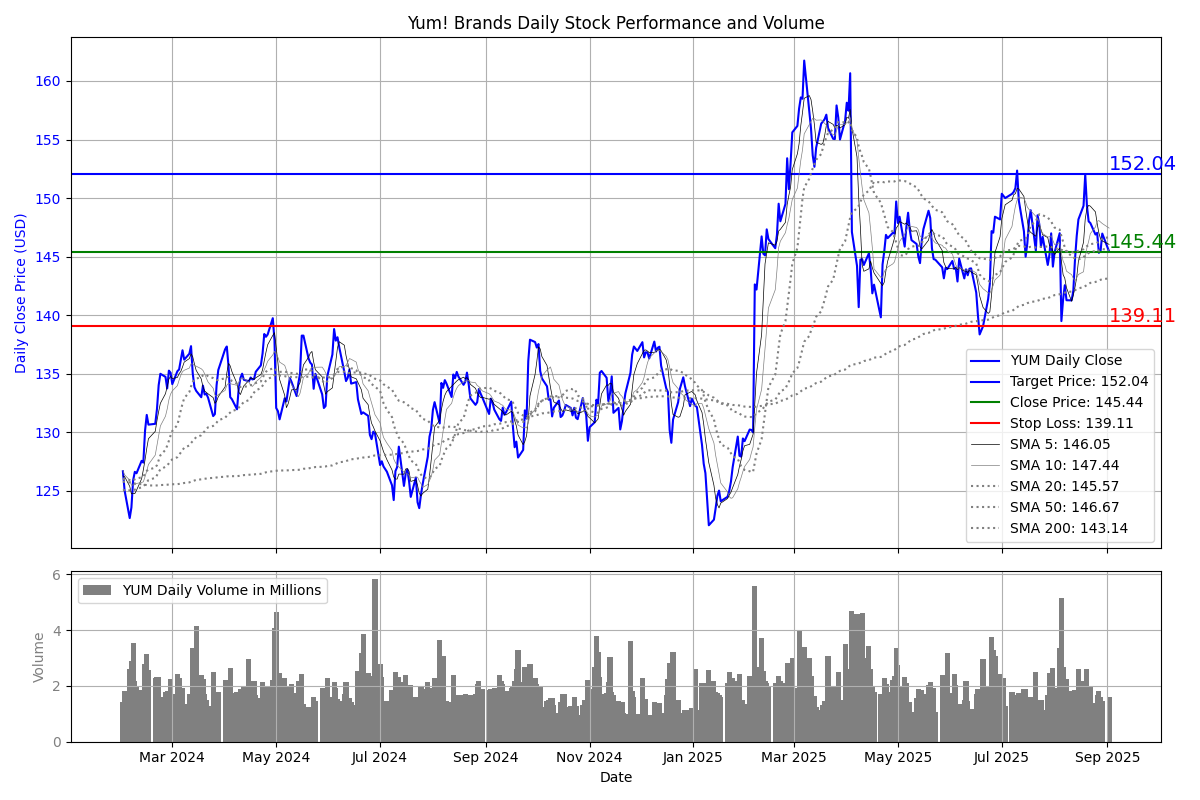 Yum! Brands Daily Stock Performance and Volume
160
155
150
145
140
135
130
125
Daily Close Price (USD)
152.04
145.44
139.11
YUM Daily Close
Target Price: 152.04
Close Price: 145.44
Stop Loss: 139.11
SMA 5: 146.05
SMA 10: 147.44
SMA 20: 145.57
SMA 50: 146.67
SMA 200: 143.14
6
4
2
0
Volume
YUM Daily Volume in Millions
Mar 2024
May 2024
Jul 2024
Sep 2024
Nov 2024
Jan 2025
Mar 2025
May 2025
Jul 2025
Sep 2025
Date